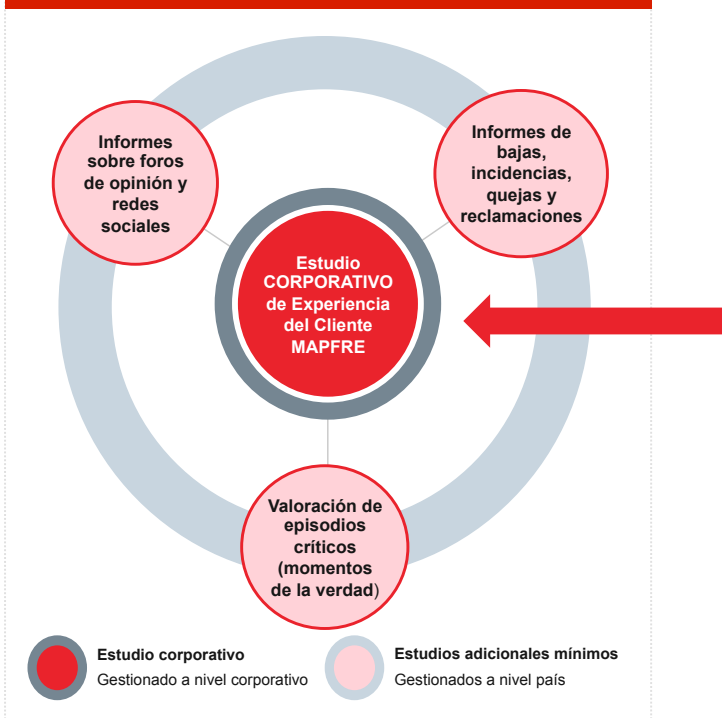 Informes
sobre foros
de opinión y
redes
sociales
Informes de
bajas,
incidencias,
quejas y
reclamaciones
Estudio
CORPORATIVO
de Experiencia
del Cliente
MAPFRE
Valoración de
episodios
críticos
(momentos
de la verdad)
Estudio corporativo
Gestionado a nivel corporativo
Estudios adicionales mínimos
Gestionados a nivel país